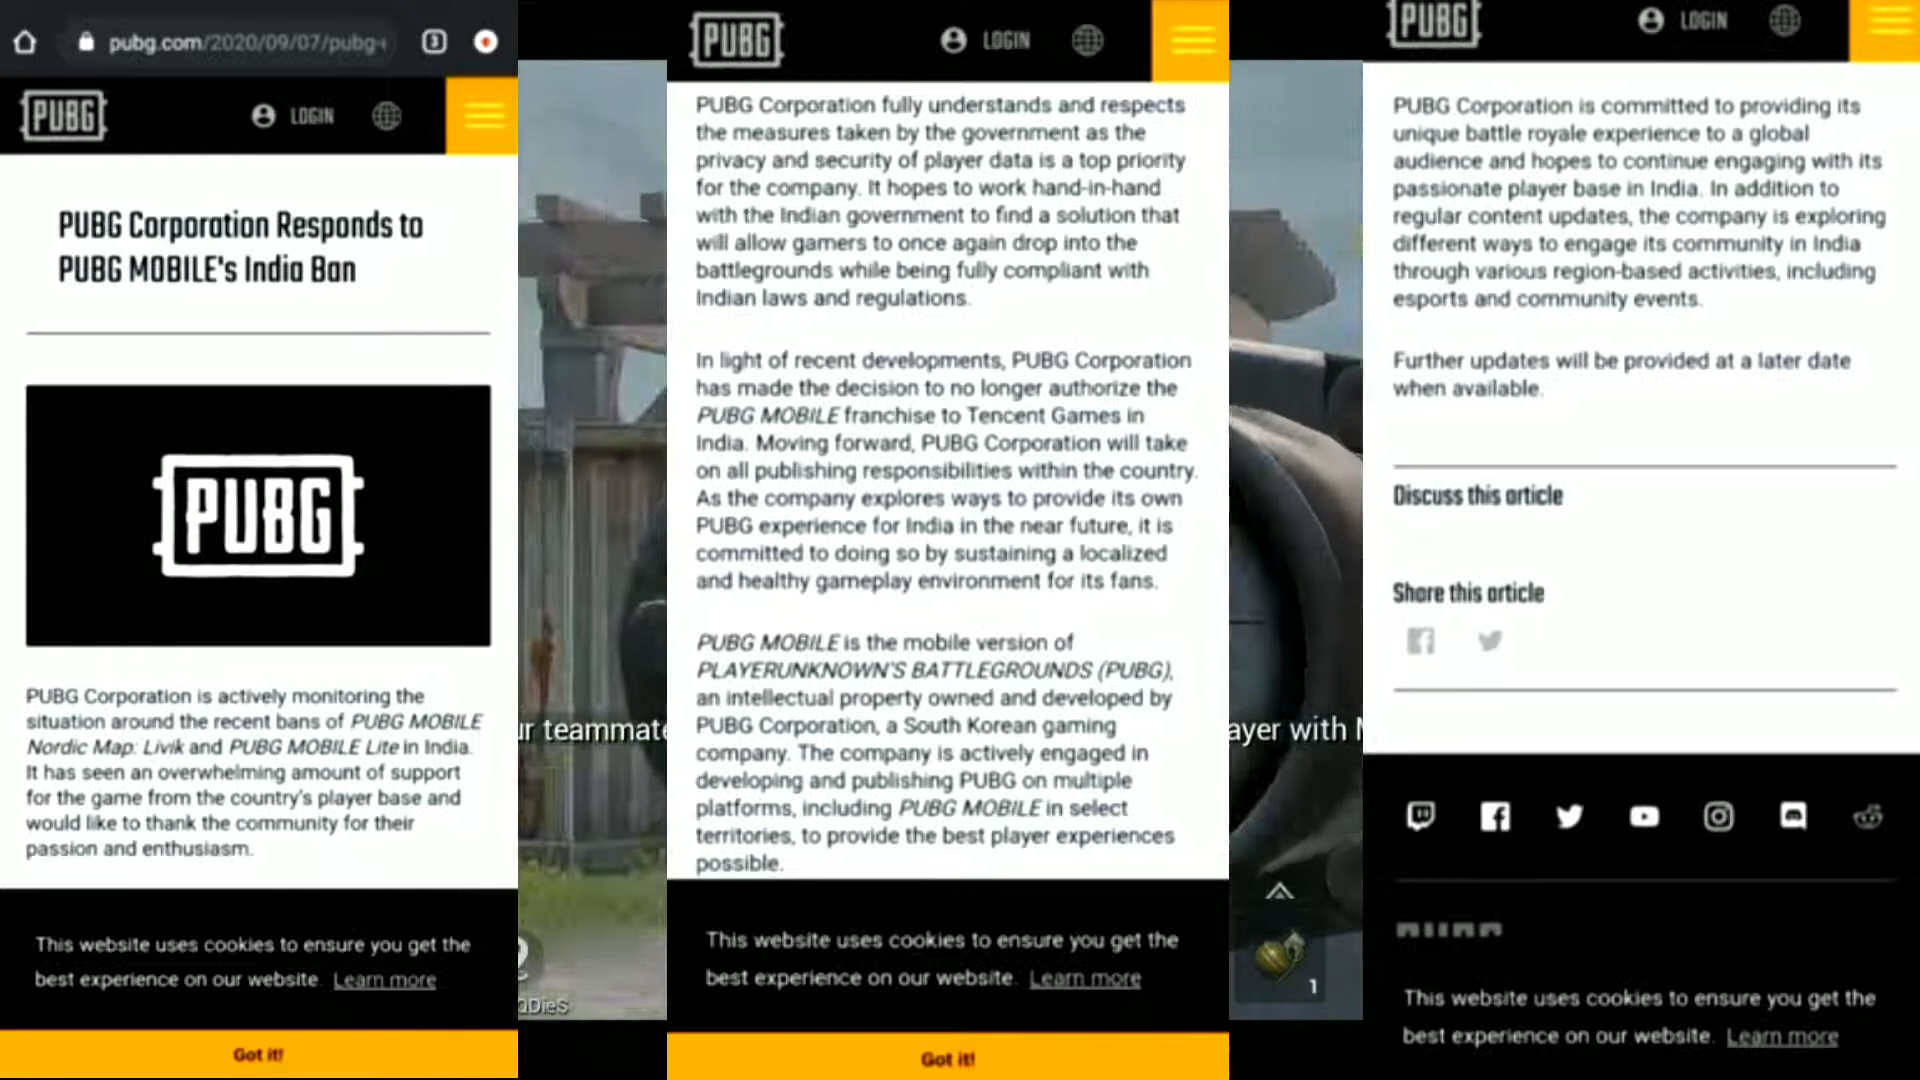 pubg.com/2020/09/07/pubg-
3
PUBG
LOGIN
PUBG Corporation Responds to
PUBG MOBILE's India Ban
PUBG
PUBG Corporation is actively monitoring the
situation around the recent bans of PUBG MOBILE
Nordic Map: Livik and PUBG MOBILE Lite in India.
It has seen an overwhelming amount of support
for the game from the country's player base and
would like to thank the community for their
passion and enthusiasm.
This website uses cookies to ensure you get the
best experience on our website. Learn more
Got it!
ur teammate
QDieS
PUBG
LOGIN
PUBG Corporation fully understands and respects
the measures taken by the government as the
privacy and security of player data is a top priority
for the company. It hopes to work hand-in-hand
with the Indian government to find a solution that
will allow gamers to once again drop into the
battlegrounds while being fully compliant with
Indian laws and regulations.
In light of recent developments, PUBG Corporation
has made the decision to no longer authorize the
PUBG MOBILE franchise to Tencent Games in
India. Moving forward, PUBG Corporation will take
on all publishing responsibilities within the country.
As the company explores ways to provide its own
PUBG experience for India in the near future, it is
committed to doing so by sustaining a localized
and healthy gameplay environment for its fans.
PUBG MOBILE is the mobile version of
PLAYERUNKNOWN'S BATTLEGROUNDS (PUBG),
an intellectual property owned and developed by
PUBG Corporation, a South Korean gaming
company. The company is actively engaged in
developing and publishing PUBG on multiple
platforms, including PUBG MOBILE in select
territories, to provide the best player experiences
possible.
This website uses cookies to ensure you get the
best experience on our website. Learn more
Got it!
ayer with
1
PUBG
LOGIN
PUBG Corporation is committed to providing its
unique battle royale experience to a global
audience and hopes to continue engaging with its
passionate player base in India. In addition to
regular content updates, the company is exploring
different ways to engage its community in India
through various region-based activities, including
esports and community events.
Further updates will be provided at a later date
when available.
Discuss this article
Share this article
This website uses cookies to ensure you get the
best experience on our website. Learn more